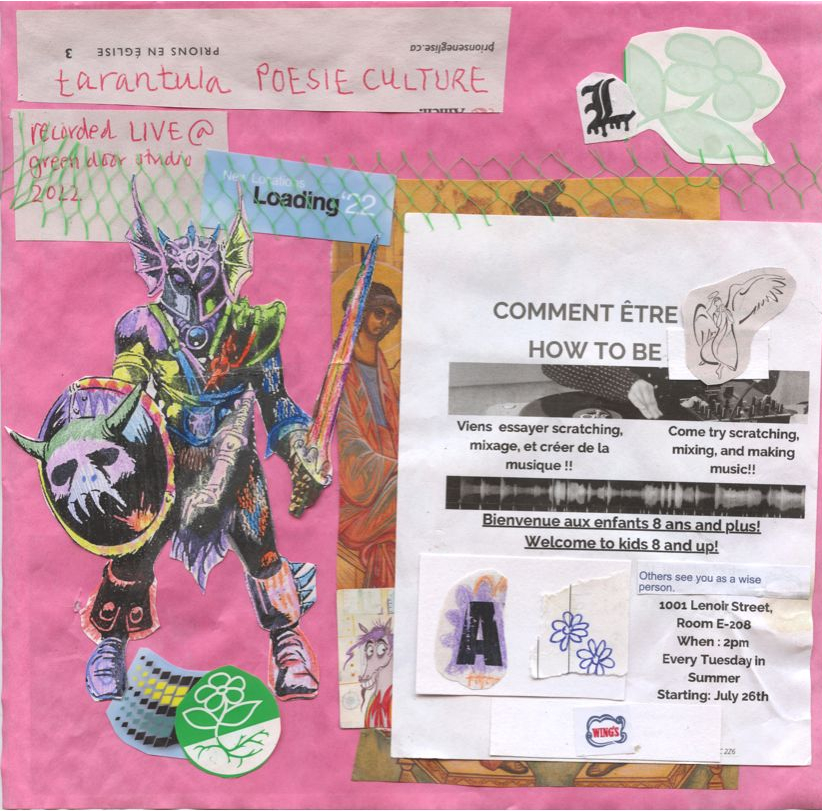 PRIONS EN ÉGLISE 3
prionseneglise.ca
tarantula POESIE CULTURE
L
recorded LIVE @
green door studio
2022
New Locations
Loading '22
COMMENT ÊTRE
HOW TO BE
Viens essayer scratching,
mixage, et créer de la
musique !!
Come try scratching,
mixing, and making
music!!
Bienvenue aux enfants 8 ans and plus!
Welcome to kids 8 and up!
Others see you as a wise
person.
A
1001 Lenoir Street,
Room E-208
When : 2pm
Every Tuesday in
Summer
Starting: July 26th
WING'S